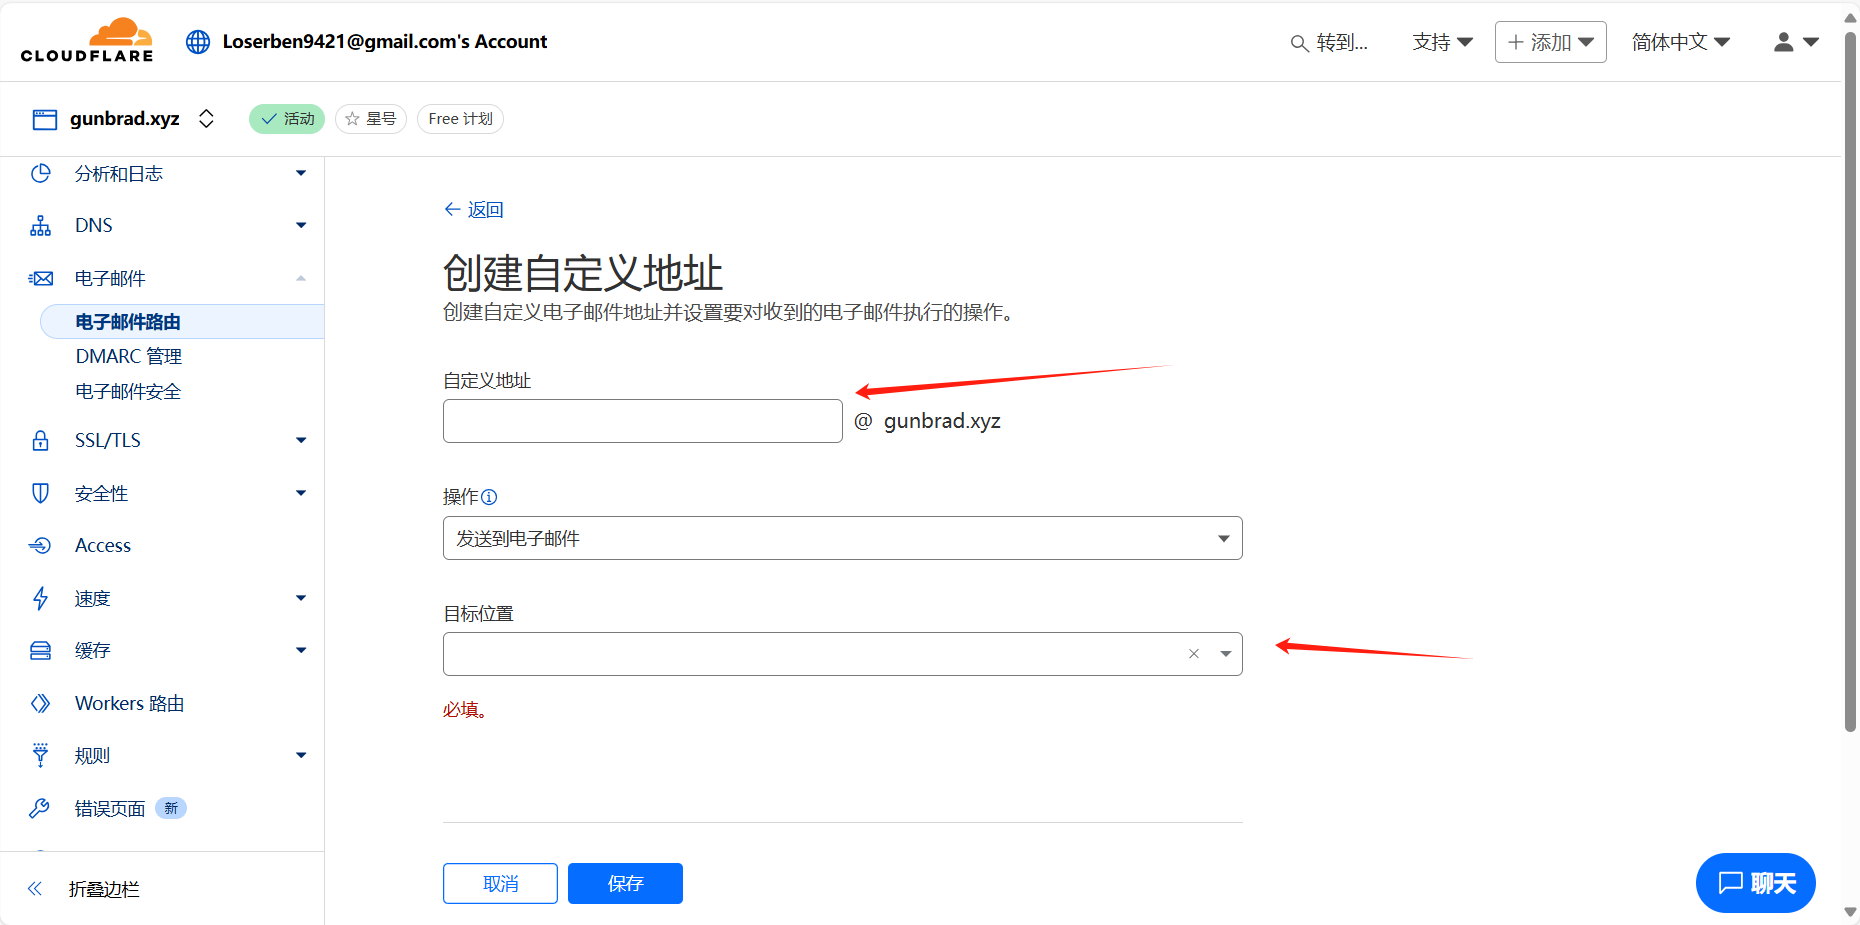 CLOUDFLARE
Loserben9421@gmail.com's Account
转到...
支持
添加
简体中文
gunbrad.xyz
活动
星号
Free 计划
分析和日志
DNS
电子邮件
电子邮件路由
DMARC 管理
电子邮件安全
SSL/TLS
安全性
Access
速度
缓存
Workers 路由
规则
错误页面 新
折叠边栏
返回
创建自定义地址
创建自定义电子邮件地址并设置要对收到的电子邮件执行的操作。
自定义地址
@ gunbrad.xyz
操作
发送到电子邮件
目标位置
必填。
取消
保存
聊天